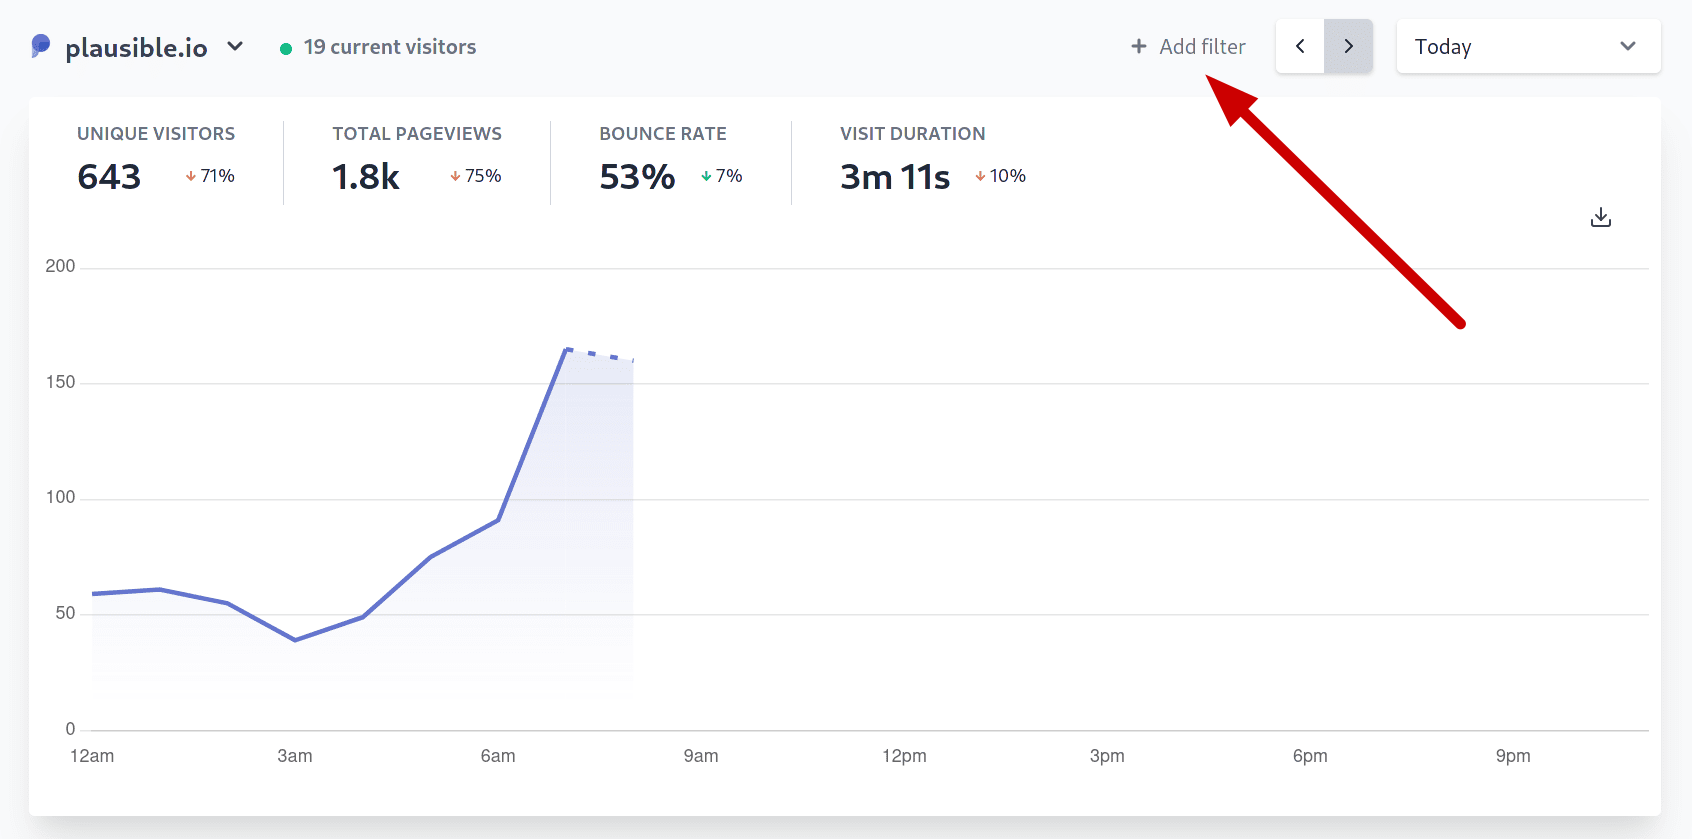 plausible.io
19 current visitors
+ Add filter
Today
UNIQUE VISITORS
643
71%
TOTAL PAGEVIEWS
1.8k
75%
BOUNCE RATE
53%
7%
VISIT DURATION
3m 11s
10%
200
150
100
50
0
12am 3am 6am 9am 12pm 3pm 6pm 9pm